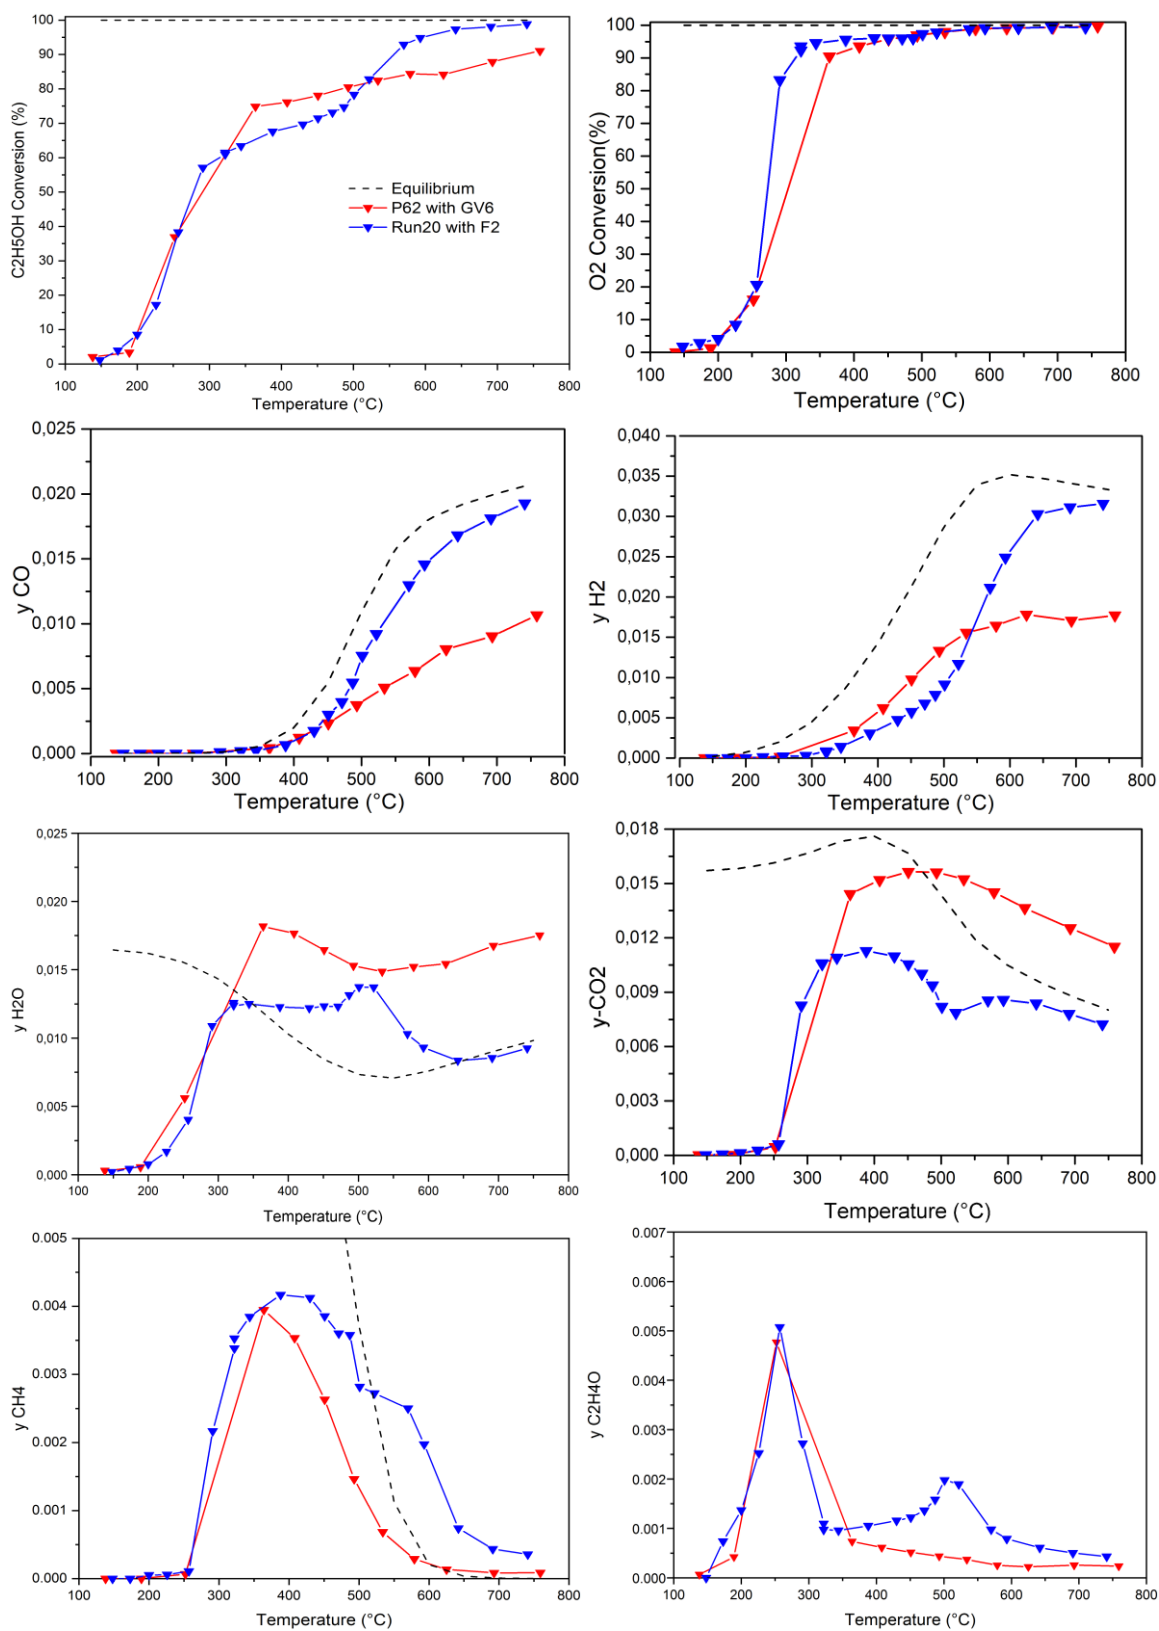 C2H5OH Conversion (%)
100
90
80
70
60
50
40
30
20
10
0
Equilibrium
P62 with GV6
Run20 with F2
100 200 300 400 500 600 700 800
Temperature (°C)
O2 Conversion(%)
100
90
80
70
60
50
40
30
20
10
0
100 200 300 400 500 600 700 800
Temperature (°C)
y CO
0,025
0,020
0,015
0,010
0,005
0,000
100 200 300 400 500 600 700 800
Temperature (°C)
y H2
0,040
0,035
0,030
0,025
0,020
0,015
0,010
0,005
0,000
100 200 300 400 500 600 700 800
Temperature (°C)
y H2O
0,025
0,020
0,015
0,010
0,005
0,000
100 200 300 400 500 600 700 800
Temperature (°C)
y-CO2
0,018
0,015
0,012
0,009
0,006
0,003
0,000
100 200 300 400 500 600 700 800
Temperature (°C)
y CH4
0.005
0.004
0.003
0.002
0.001
0.000
100 200 300 400 500 600 700 800
Temperature (°C)
y C2H4O
0.007
0.006
0.005
0.004
0.003
0.002
0.001
0.000
100 200 300 400 500 600 700 800
Temperature (°C)